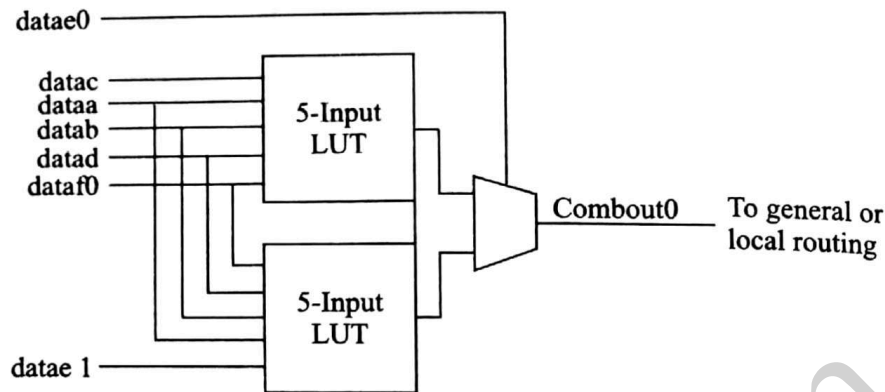 datae0
datac
dataa
datab
datad
dataf0
5-Input
LUT
5-Input
LUT
datae 1
Combout0
To general or
local routing